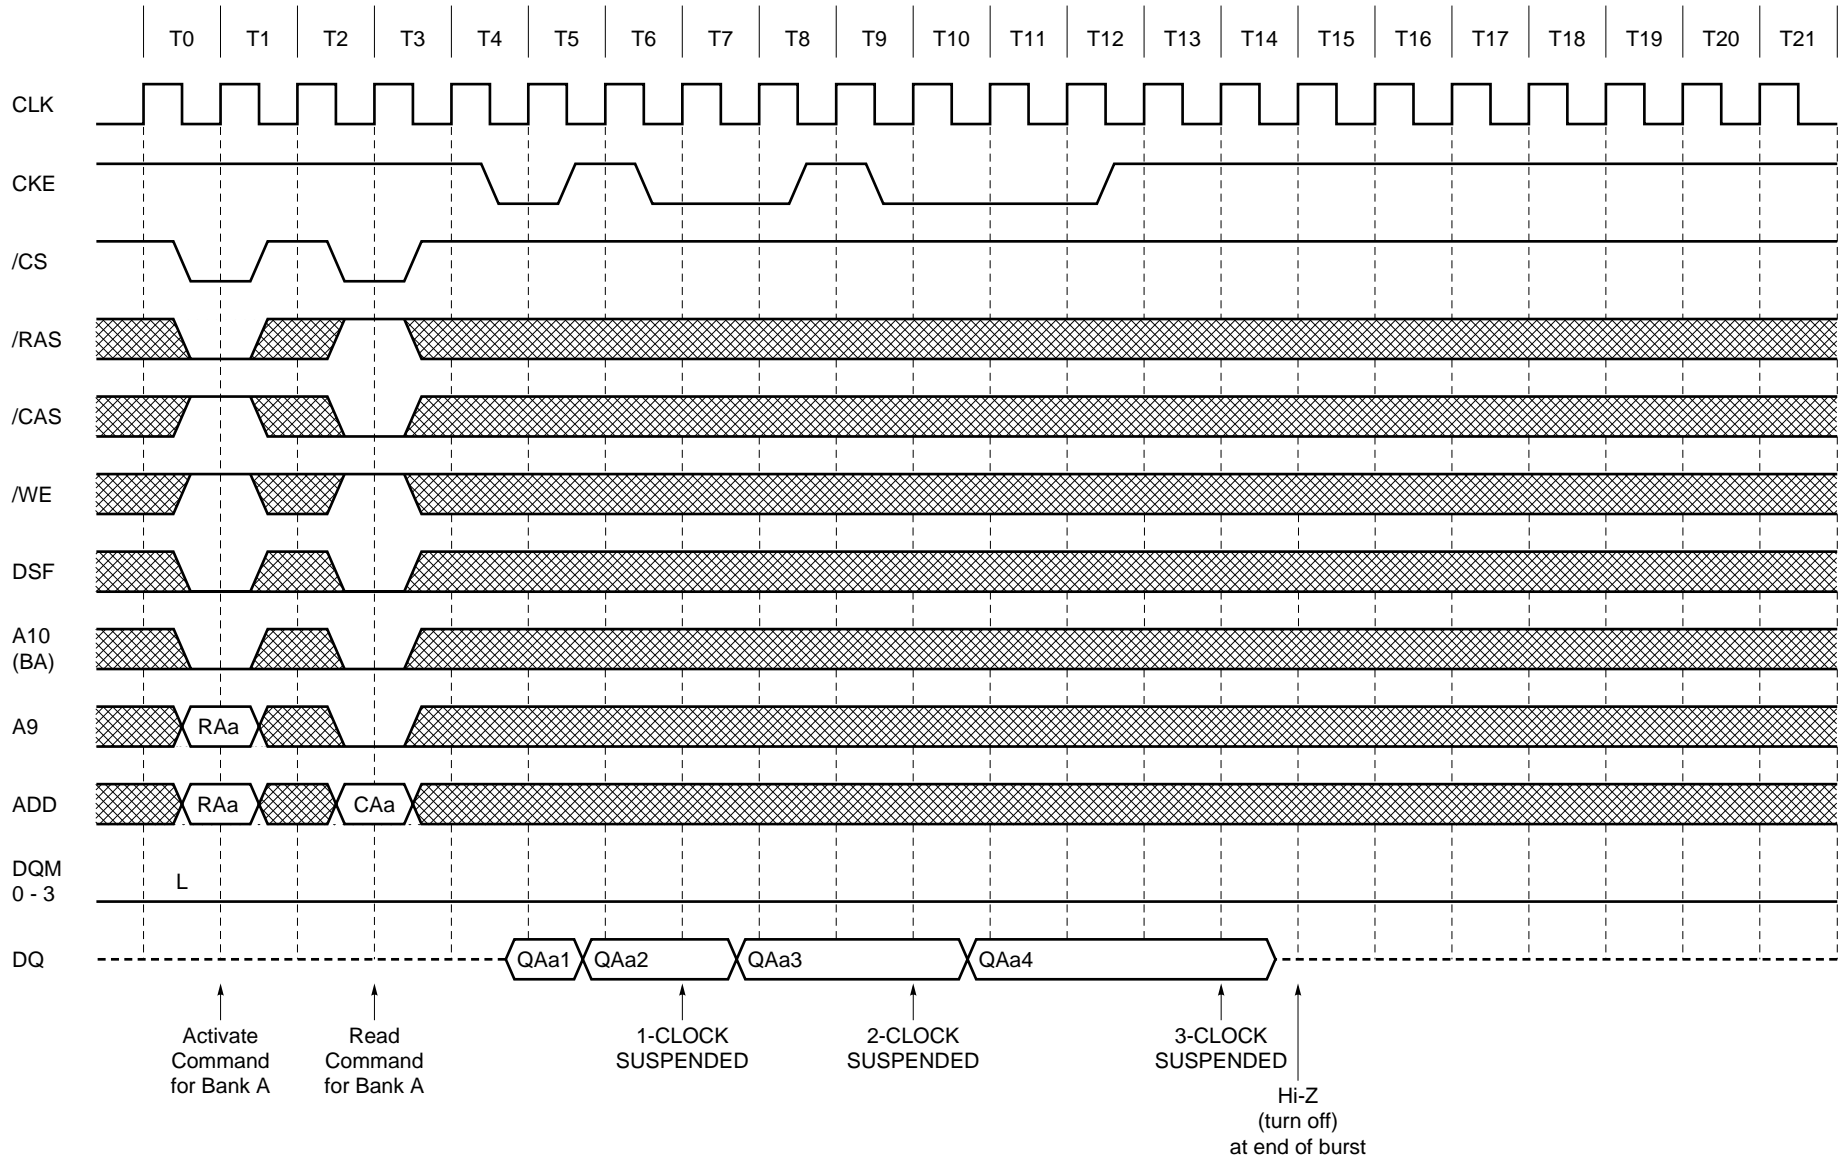 T0 T1 T2 T3 T4 T5 T6 T7 T8 T9 T10 T11 T12 T13 T14 T15 T16 T17 T18 T19 T20 T21
CLK
CKE
/CS
/RAS
/CAS
/WE
DSF
A10
(BA)
A9 RAa
ADD RAa CAa
DQM
0 - 3
L
DQ QAa1 QAa2 QAa3 QAa4
Activate
Command
for Bank A
Read
Command
for Bank A
1-CLOCK
SUSPENDED
2-CLOCK
SUSPENDED
3-CLOCK
SUSPENDED
Hi-Z
(turn off)
at end of burst